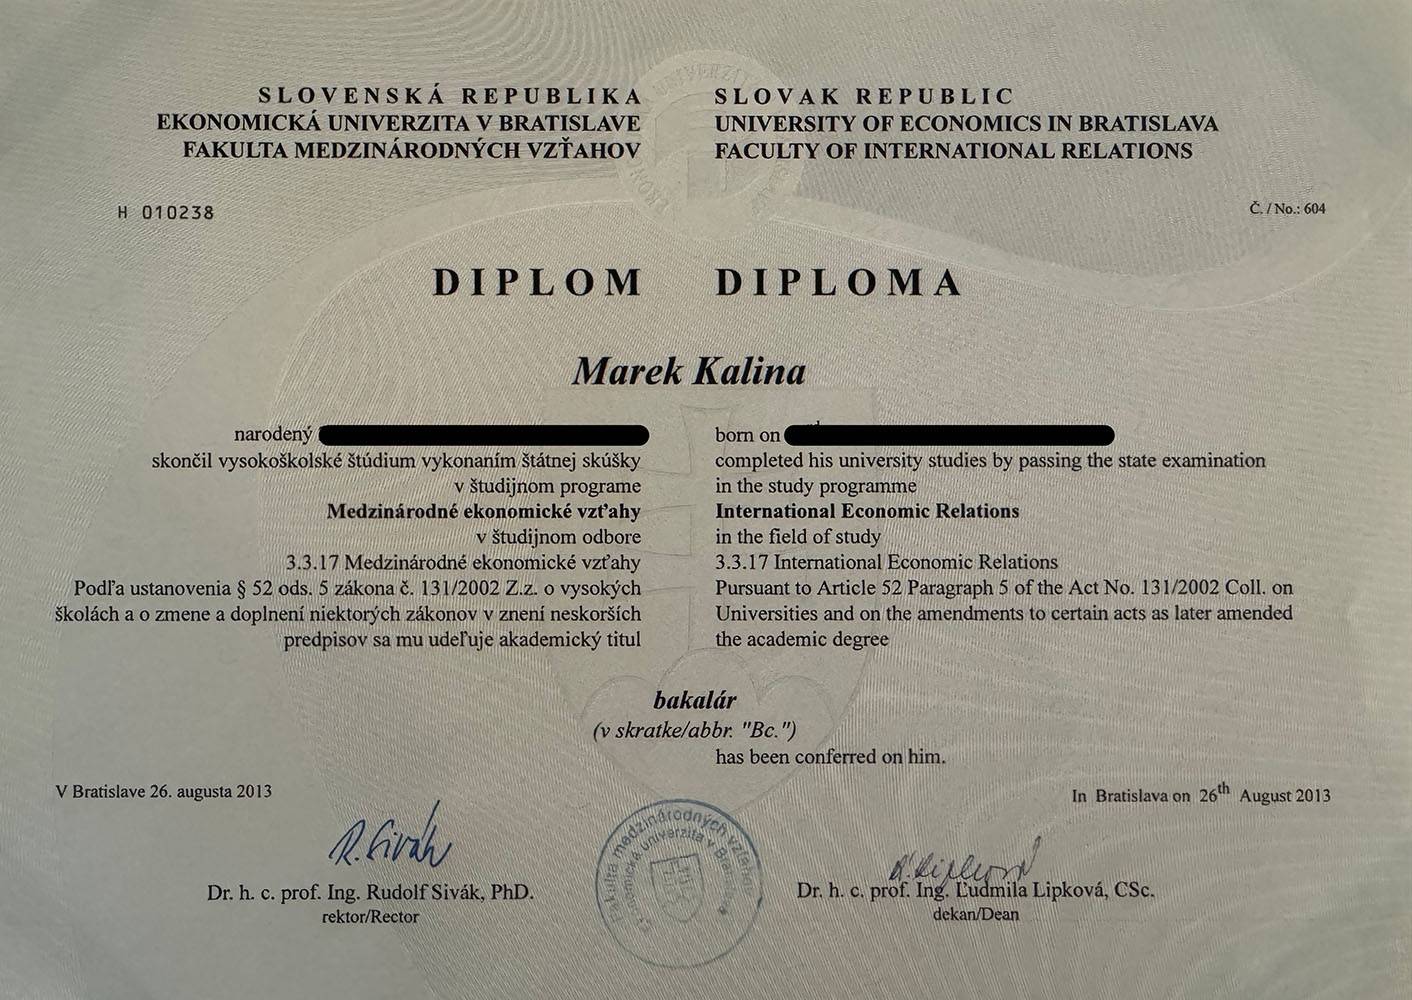 SLOVENSKÁ REPUBLIKA
EKONOMICKÁ UNIVERZITA V BRATISLAVE
FAKULTA MEDZINÁRODNÝCH VZŤAHOV
SLOVAK REPUBLIC
UNIVERSITY OF ECONOMICS IN BRATISLAVA
FACULTY OF INTERNATIONAL RELATIONS
H 010238
Č. / No.: 604
DIPLOM
DIPLOMA
Marek Kalina
narodený
skončil vysokoškolské štúdium vykonaním štátnej skúšky
v študijnom programe
Medzinárodné ekonomické vzťahy
v študijnom odbore
3.3.17 Medzinárodné ekonomické vzťahy
Podľa ustanovenia § 52 ods. 5 zákona č. 131/2002 Z.z. o vysokých
školách a o zmene a doplnení niektorých zákonov v znení neskorších
predpisov sa mu udeľuje akademický titul
born on
completed his university studies by passing the state examination
in the study programme
International Economic Relations
in the field of study
3.3.17 International Economic Relations
Pursuant to Article 52 Paragraph 5 of the Act No. 131/2002 Coll. on
Universities and on the amendments to certain acts as later amended
the academic degree
bakalár
(v skratke/abbr. "Bc.")
has been conferred on him.
V Bratislave 26. augusta 2013
In Bratislava on 26th August 2013
R. Sivák
Dr. h. c. prof. Ing. Rudolf Sivák, PhD.
rektor/Rector
Fakulta medzinárodných vzťahov
Ekonomická univerzita v Bratislave
Dr. h. c. prof. Ing. Ľudmila Lipková, CSc.
dekan/Dean